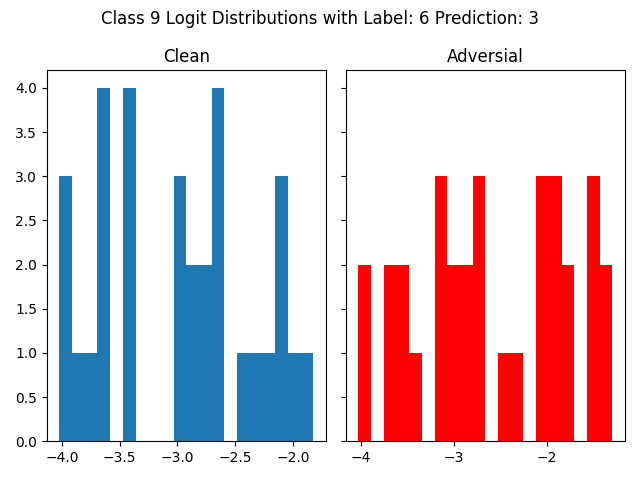 Class 9 Logit Distributions with Label: 6 Prediction: 3
Clean
Adversial
4.0
3.5
3.0
2.5
2.0
1.5
1.0
0.5
0.0
−4.0 −3.5 −3.0 −2.5 −2.0
−4 −3 −2